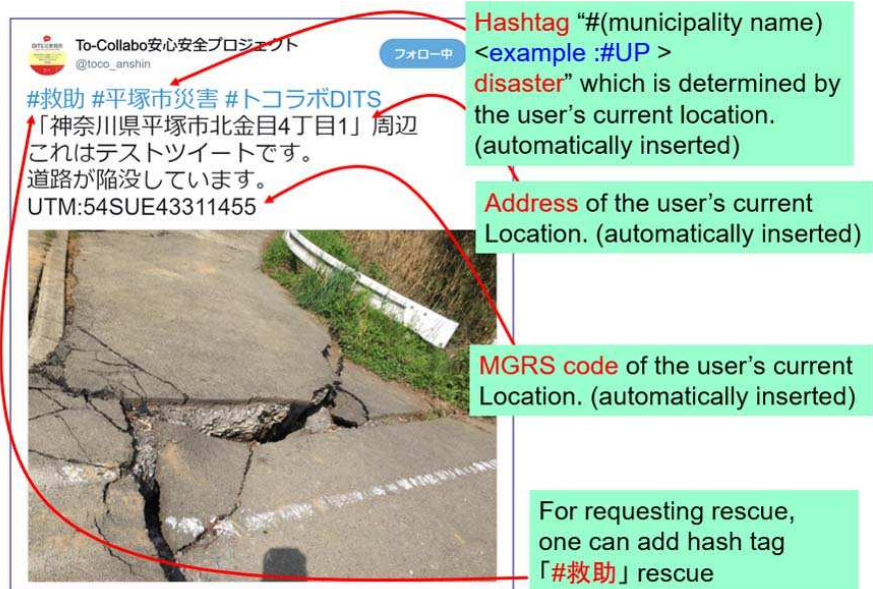 To-Collabo安心安全プロジェクト
@toco_anshin
フォロー中
#救助 #平塚市災害 #トコラボDITS
「神奈川県平塚市北金目4丁目1」周辺
これはテストツイートです。
道路が陥没しています。
UTM:54SUE43311455
Hashtag “#(municipality name)
<example :#UP >
disaster” which is determined by
the user’s current location.
(automatically inserted)
Address of the user’s current
Location. (automatically inserted)
MGRS code of the user’s current
Location. (automatically inserted)
For requesting rescue,
one can add hash tag
「#救助」 rescue